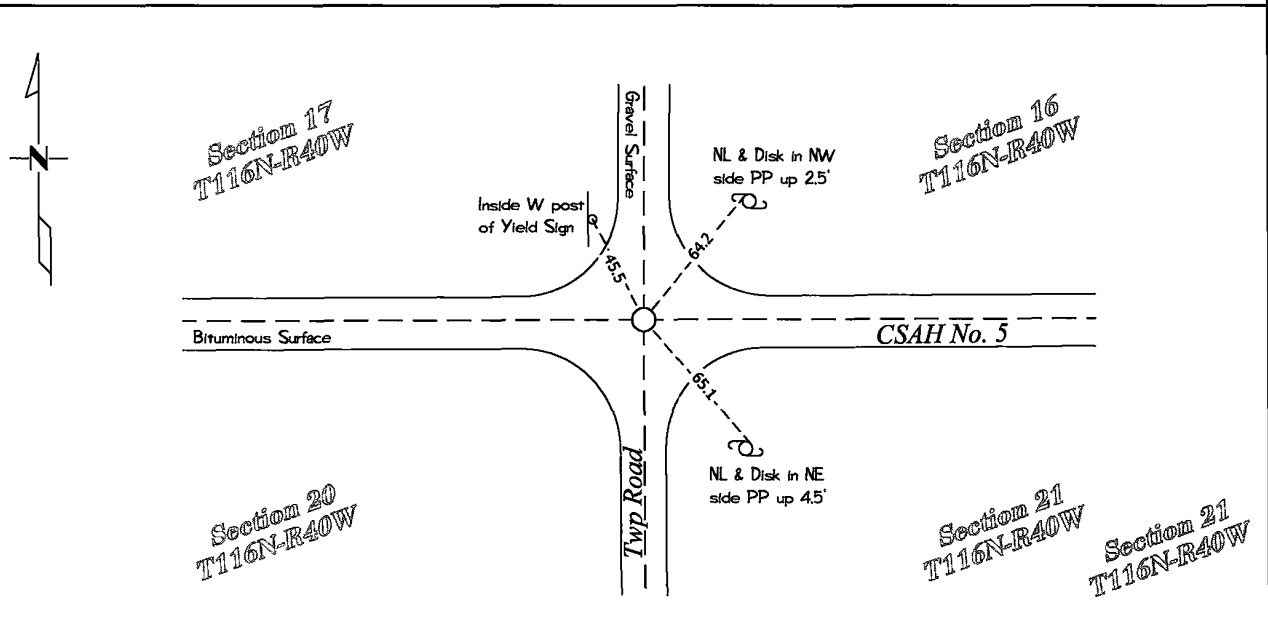 Section 17
T116N-R40W
Section 16
T116N-R40W
N
Gravel Surface
NL & Disk in NW
side PP up 2.5'
Inside W post
of Yield Sign
45.5
64.2
Bituminous Surface
CSAH No. 5
65.1
NL & Disk in NE
side PP up 4.5'
Twp Road
Section 20
T116N-R40W
Section 21
T116N-R40W
Section 21
T116N-R40W